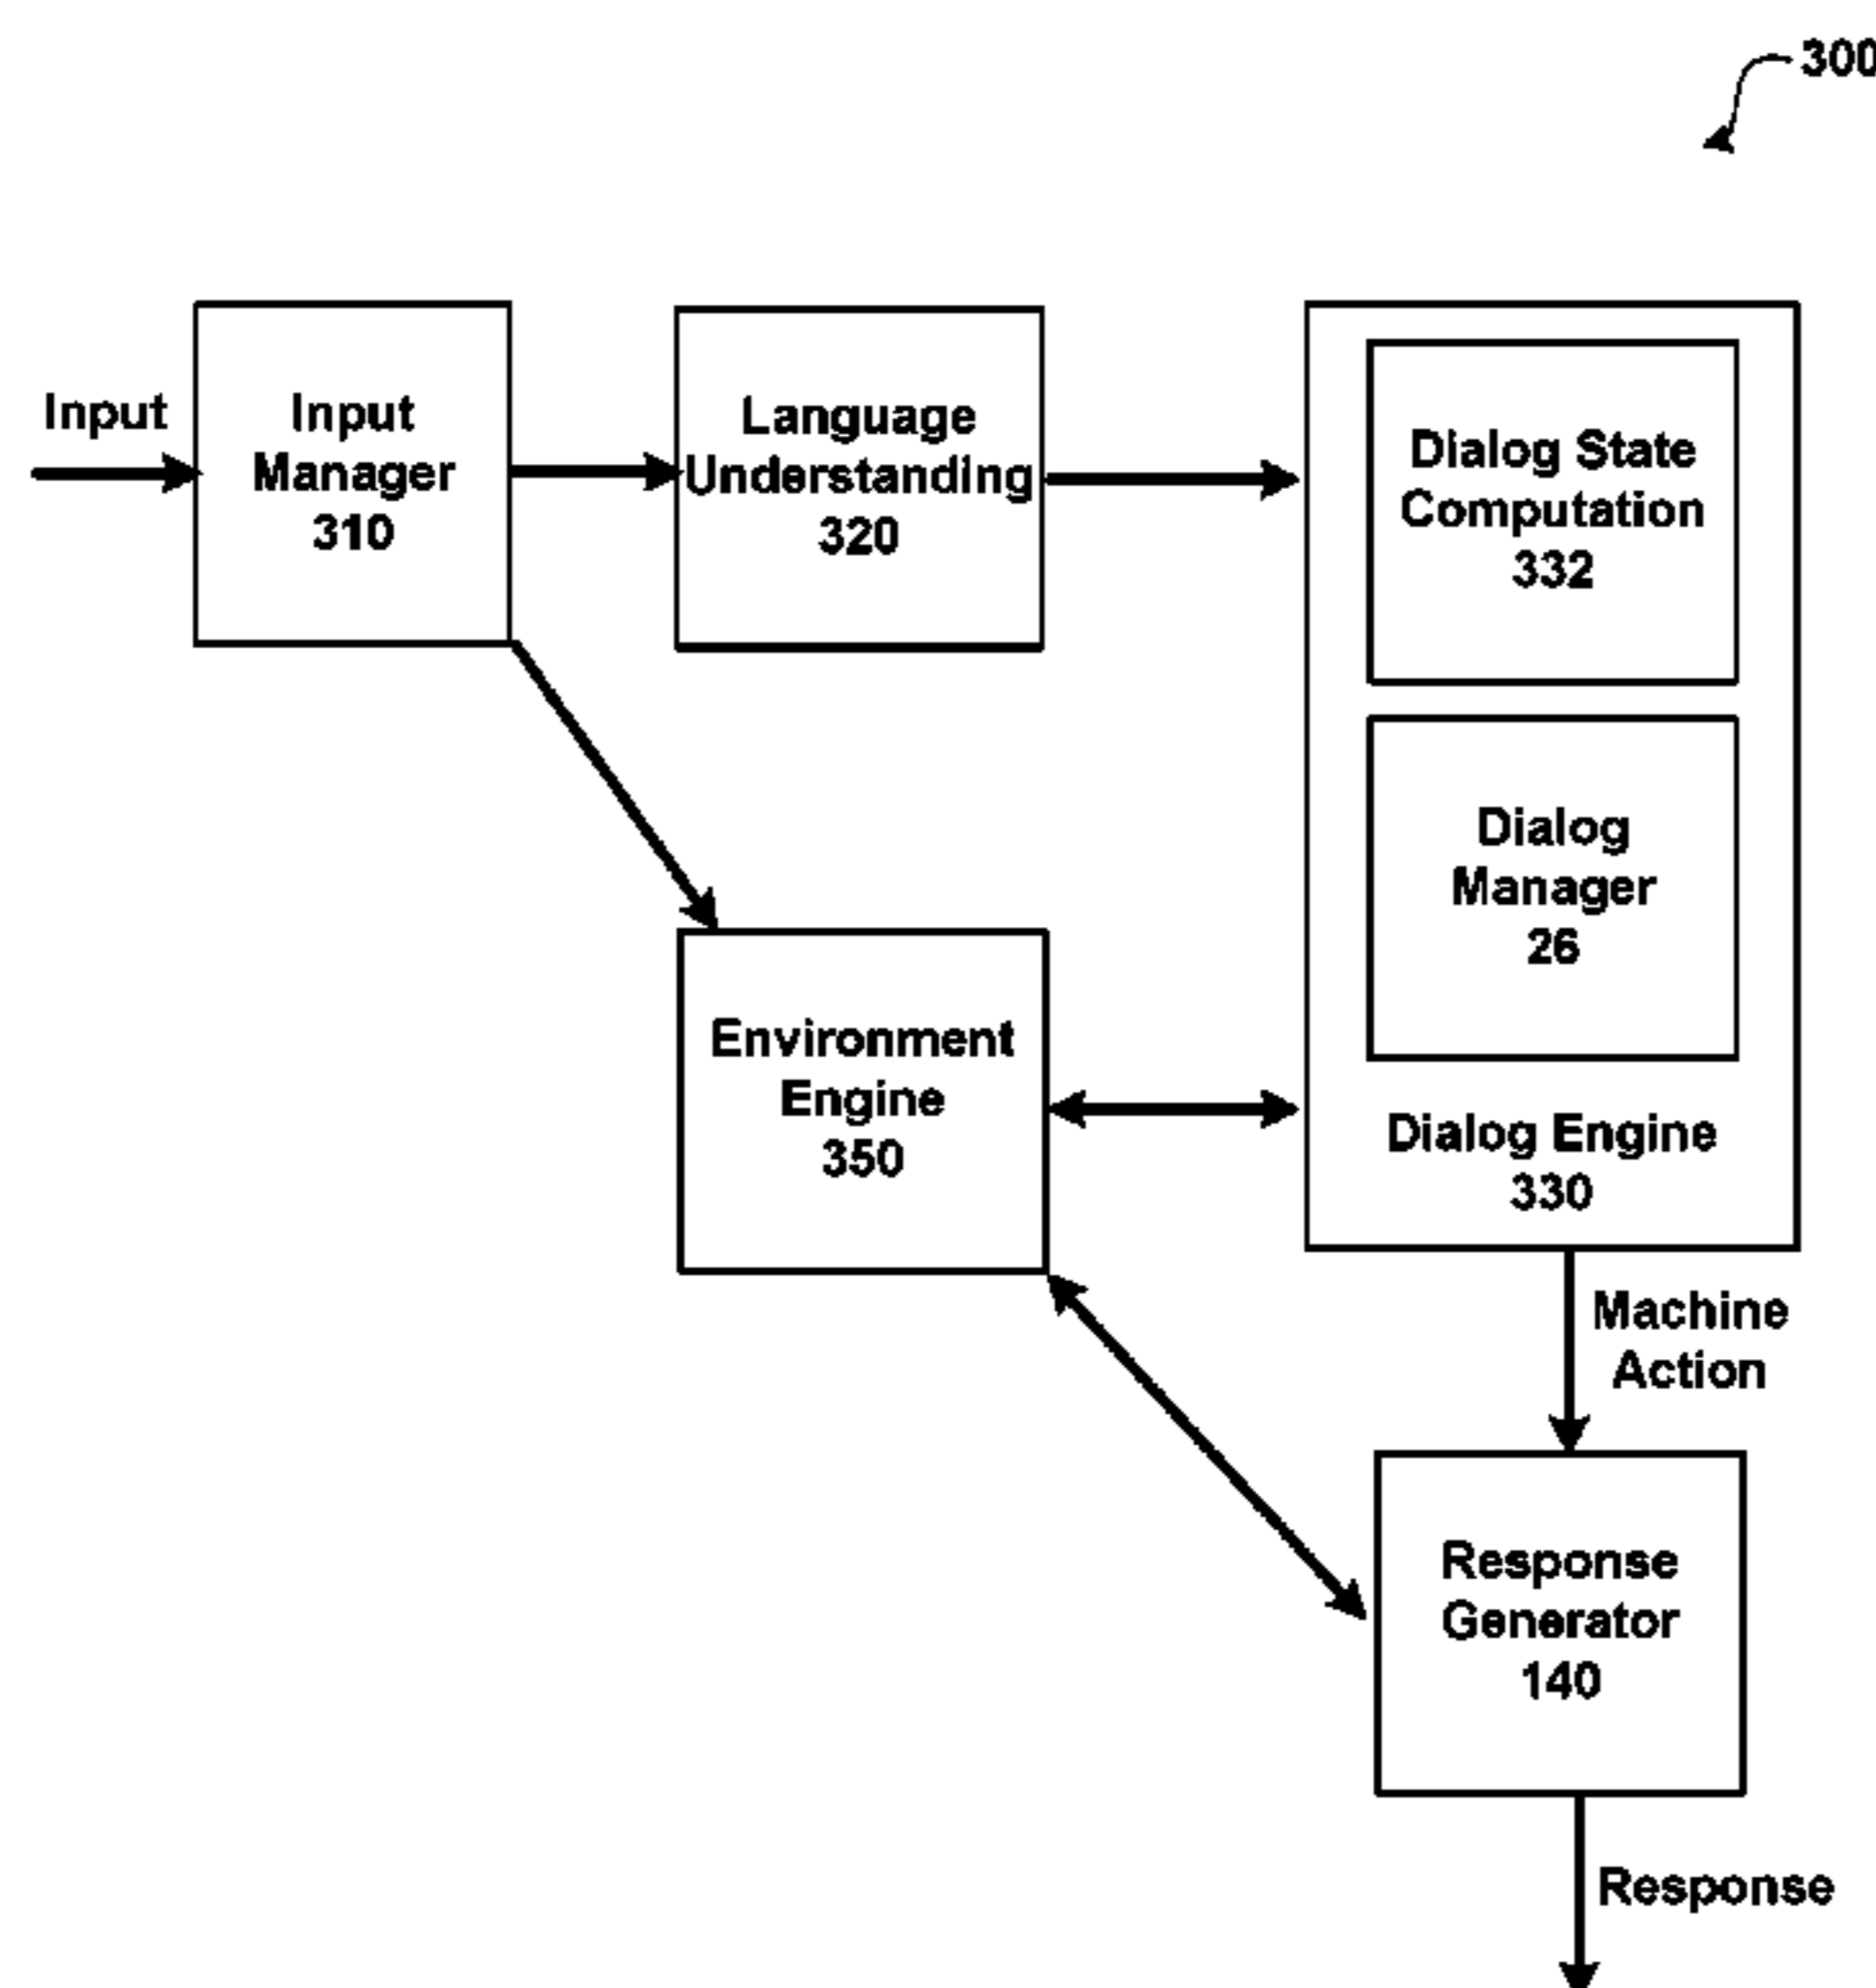 300
Input
Input
Manager
310
Language
Understanding
320
Dialog State
Computation
332
Dialog
Manager
26
Dialog Engine
330
Environment
Engine
350
Machine
Action
Response
Generator
140
Response